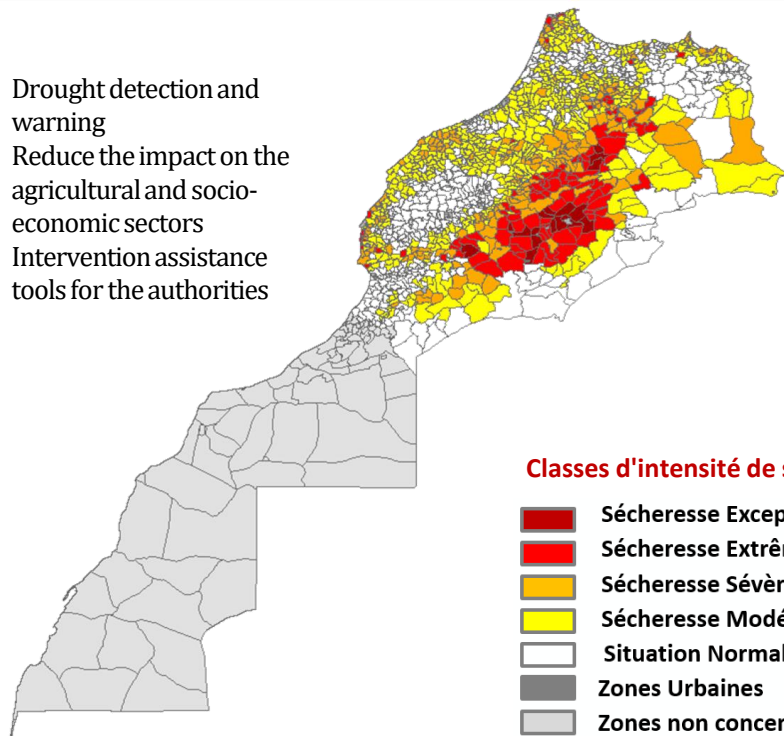 Drought detection and
warning
Reduce the impact on the
agricultural and socio-
economic sectors
Intervention assistance
tools for the authorities
Classes d'intensité de
Sécheresse
Sécheresse
Sécheresse
Sécheresse
Situation
Zones Urbaines
Zones non